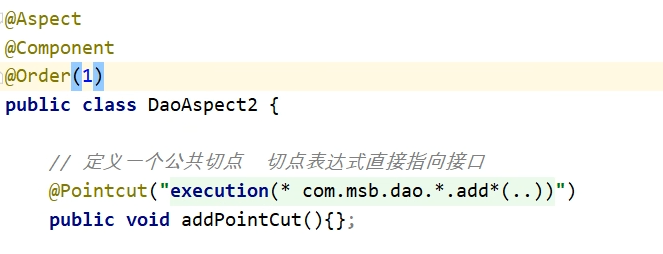 @Aspect
@Component
@Order(1)
public class DaoAspect2 {
// 定义一个公共切点  切点表达式直接指向接口
@Pointcut("execution(* com.msb.dao.*.add*(..))")
public void addPointCut(){};